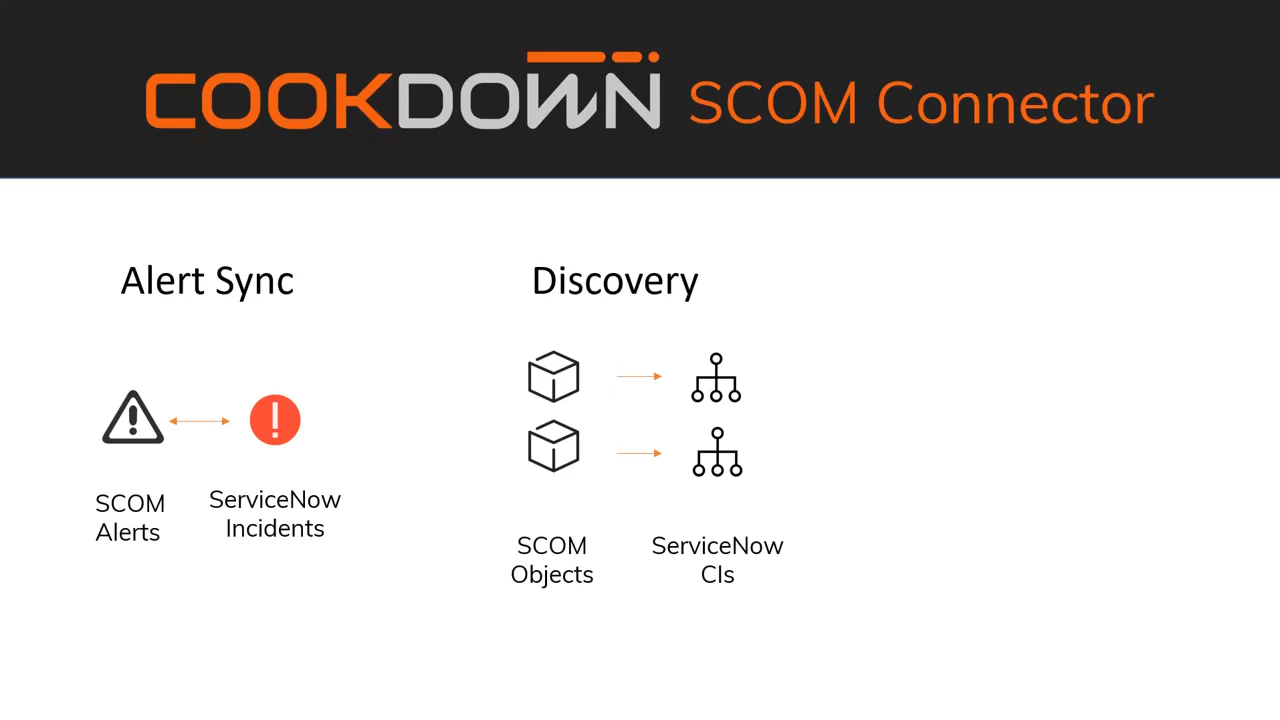 COOKDOWN SCOM Connector
Alert Sync
SCOM
Alerts
ServiceNow
Incidents
Discovery
SCOM
Objects
ServiceNow
CIs